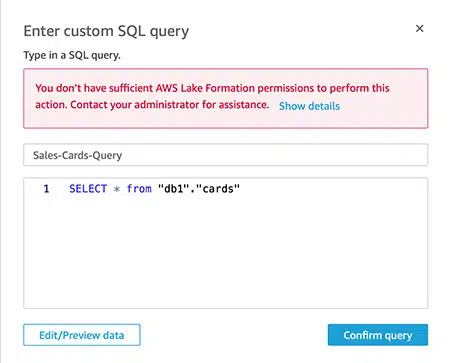 Enter custom SQL query
Type in a SQL query.
You don't have sufficient AWS Lake Formation permissions to perform this
action. Contact your administrator for assistance. Show details
Sales-Cards-Query
1 SELECT * from "db1"."cards"
Edit/Preview data Confirm query